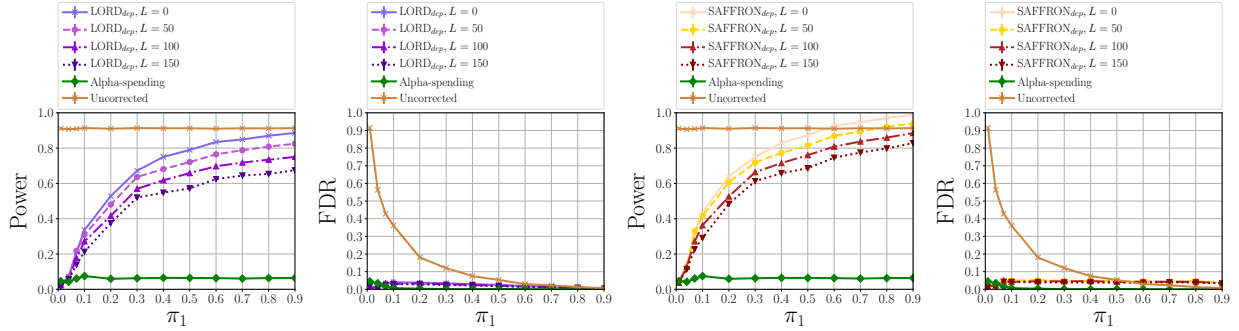 LORD_dep, L = 0
LORD_dep, L = 50
LORD_dep, L = 100
LORD_dep, L = 150
Alpha-spending
Uncorrected
1.0
0.8
0.6
0.4
0.2
0.0
Power
0.0 0.1 0.2 0.3 0.4 0.5 0.6 0.7 0.8 0.9
π₁
LORD_dep, L = 0
LORD_dep, L = 50
LORD_dep, L = 100
LORD_dep, L = 150
Alpha-spending
Uncorrected
1.0
0.9
0.8
0.7
0.6
0.5
0.4
0.3
0.2
0.1
0.0
FDR
0.0 0.1 0.2 0.3 0.4 0.5 0.6 0.7 0.8 0.9
π₁
SAFFRON_dep, L = 0
SAFFRON_dep, L = 50
SAFFRON_dep, L = 100
SAFFRON_dep, L = 150
Alpha-spending
Uncorrected
1.0
0.8
0.6
0.4
0.2
0.0
Power
0.0 0.1 0.2 0.3 0.4 0.5 0.6 0.7 0.8 0.9
π₁
SAFFRON_dep, L = 0
SAFFRON_dep, L = 50
SAFFRON_dep, L = 100
SAFFRON_dep, L = 150
Alpha-spending
Uncorrected
1.0
0.9
0.8
0.7
0.6
0.5
0.4
0.3
0.2
0.1
0.0
FDR
0.0 0.1 0.2 0.3 0.4 0.5 0.6 0.7 0.8 0.9
π₁